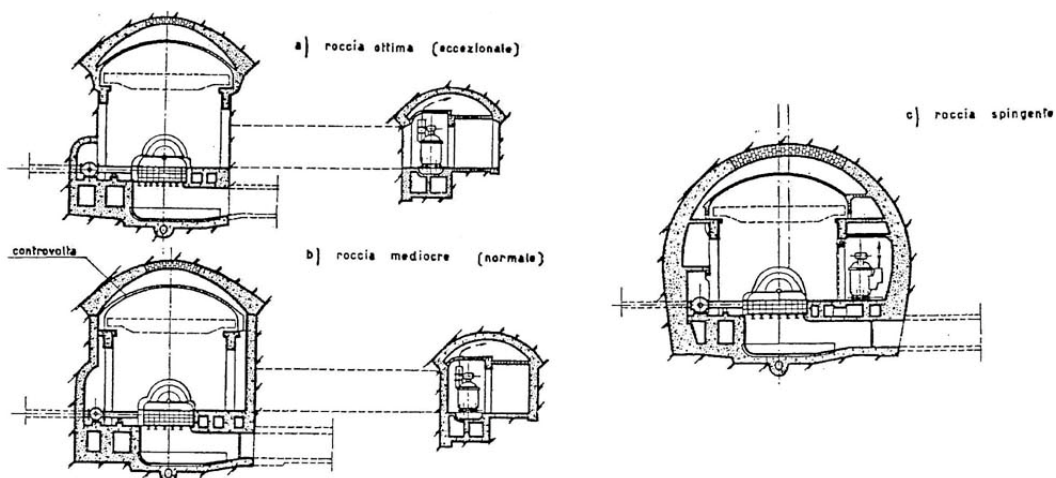 a) roccia ottima (eccezionale)
c) roccia spingente
controvolta
b) roccia mediocre (normale)